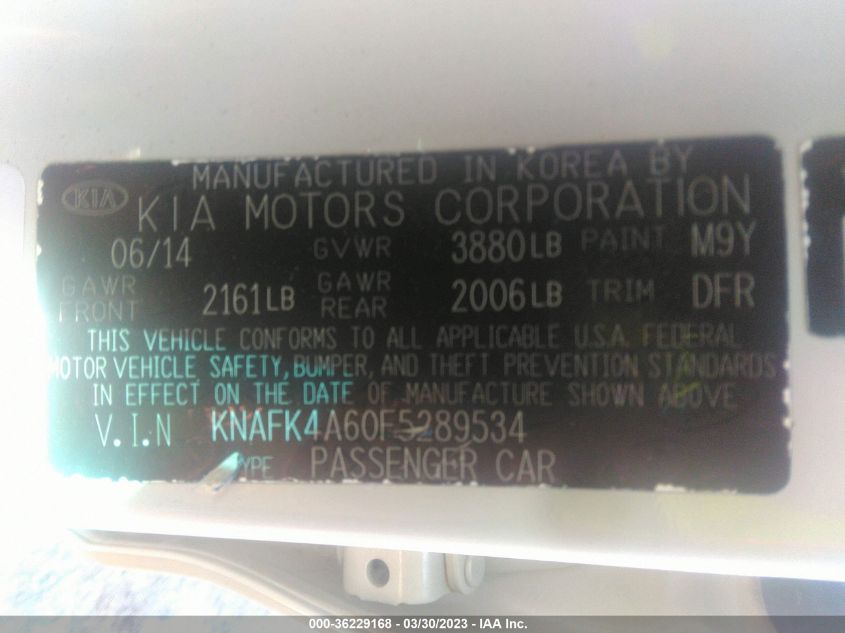 MANUFACTURED IN KOREA BY
KIA KIA MOTORS CORPORATION
06/14 GVWR 3880LB PAINT M9Y
GAWR FRONT 2161LB GAWR REAR 2006LB TRIM DFR
THIS VEHICLE CONFORMS TO ALL APPLICABLE U.S.A. FEDERAL
MOTOR VEHICLE SAFETY, BUMPER, AND THEFT PREVENTION STANDARDS
IN EFFECT ON THE DATE OF MANUFACTURE SHOWN ABOVE
V.I.N KNAFK4A60F5289534
TYPE PASSENGER CAR
000-36229168 - 03/30/2023 - IAA Inc.